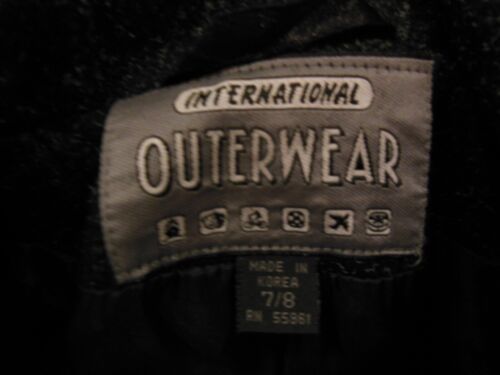 INTERNATIONAL
OUTERWEAR
MADE IN
KOREA
7/8
RN 55961